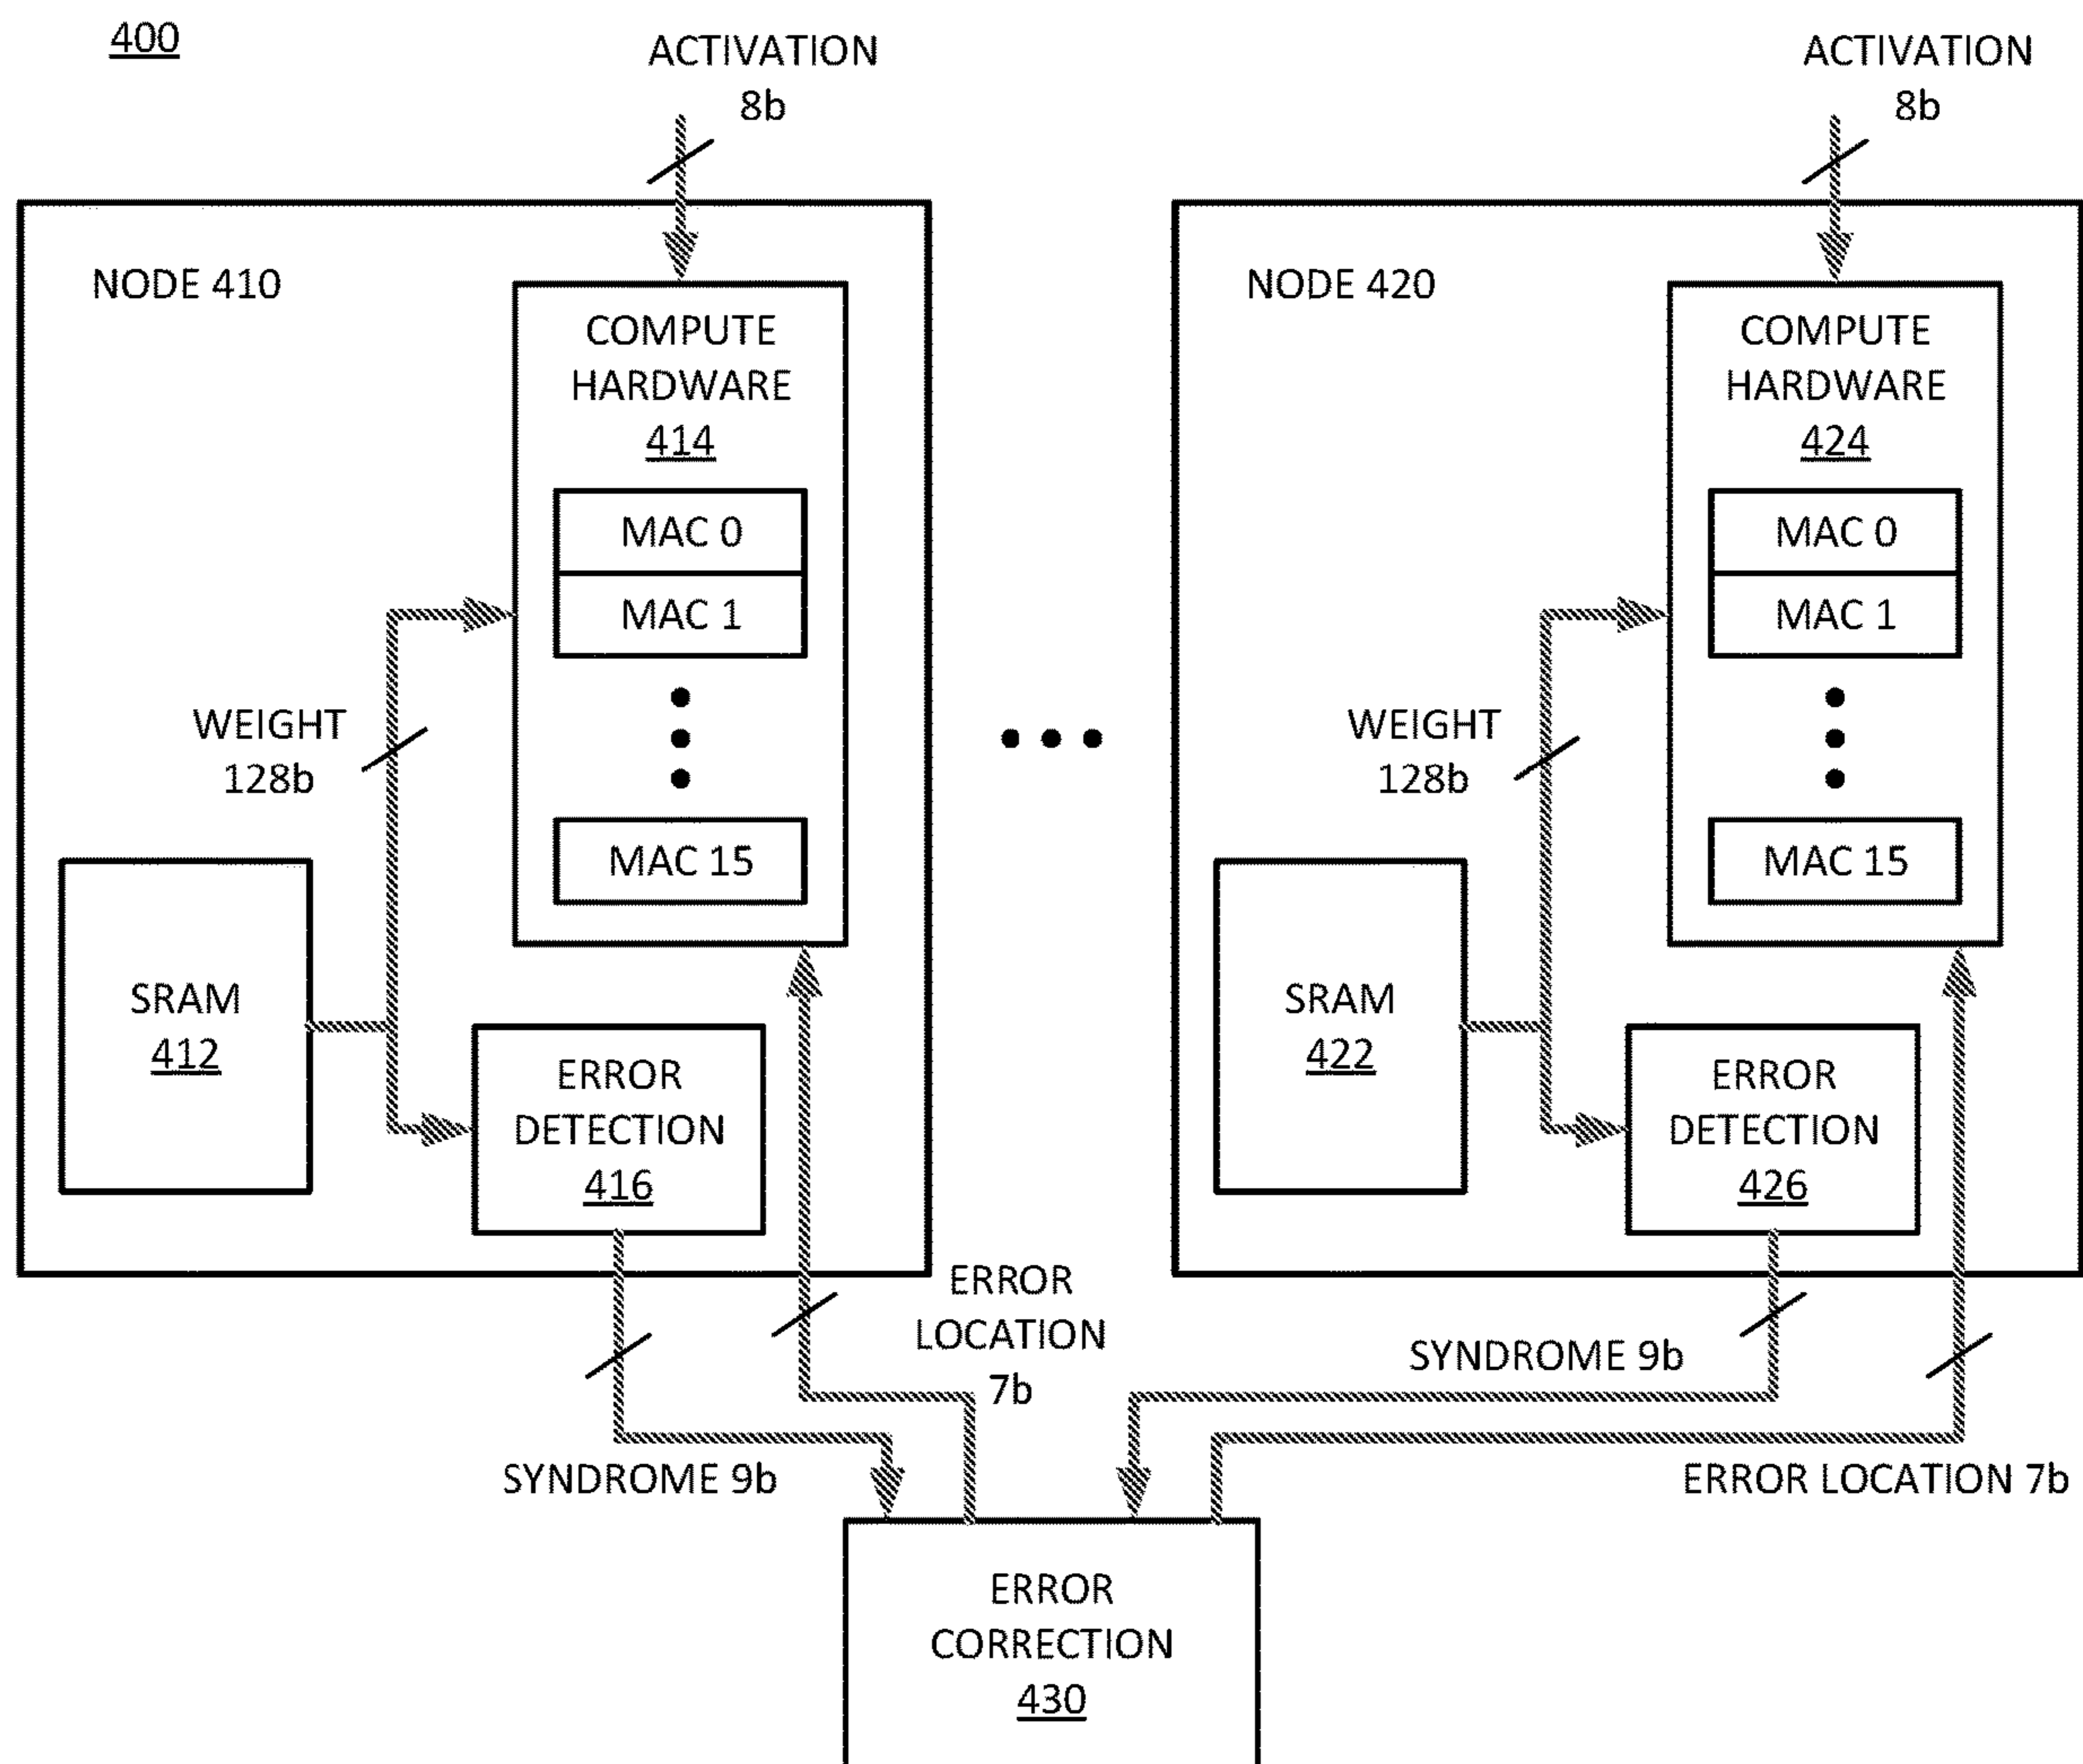 400
ACTIVATION
8b
ACTIVATION
8b
NODE 410
COMPUTE
HARDWARE
414
MAC 0
MAC 1
MAC 15
WEIGHT
128b
SRAM
412
ERROR
DETECTION
416
NODE 420
COMPUTE
HARDWARE
424
MAC 0
MAC 1
MAC 15
WEIGHT
128b
SRAM
422
ERROR
DETECTION
426
ERROR
LOCATION
7b
SYNDROME 9b
SYNDROME 9b
ERROR LOCATION 7b
ERROR
CORRECTION
430